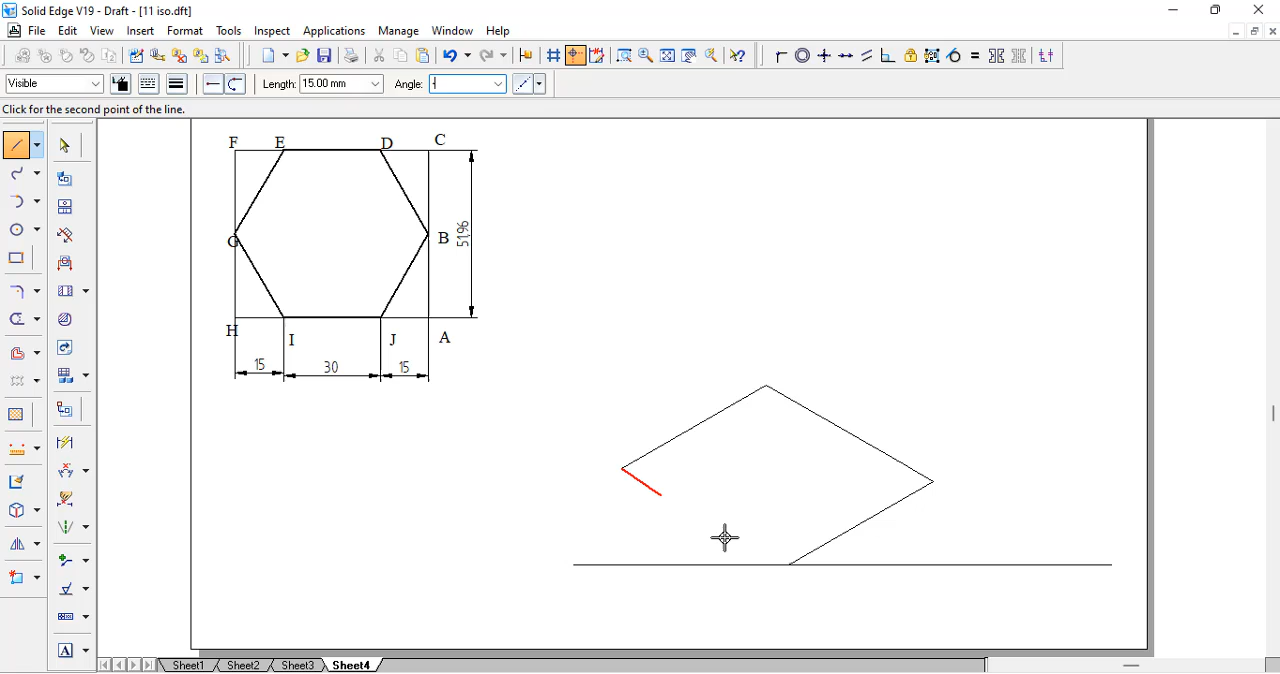 Solid Edge V19 - Draft - [11 iso.dft]
File Edit View Insert Format Tools Inspect Applications Manage Window Help
Visible Length: 15.00 mm Angle: -
Click for the second point of the line.
F E D C
51,96
G B
H I J A
15 30 15
A
Sheet1 Sheet2 Sheet3 Sheet4